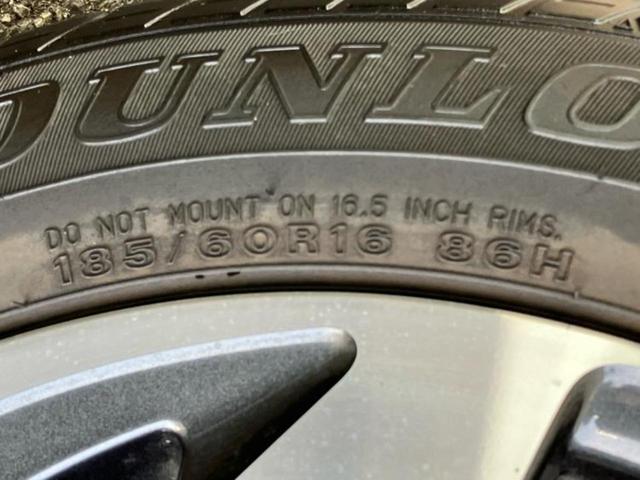 DUNLO
DO NOT MOUNT ON 16.5 INCH RIMS.
185/60R16 86H